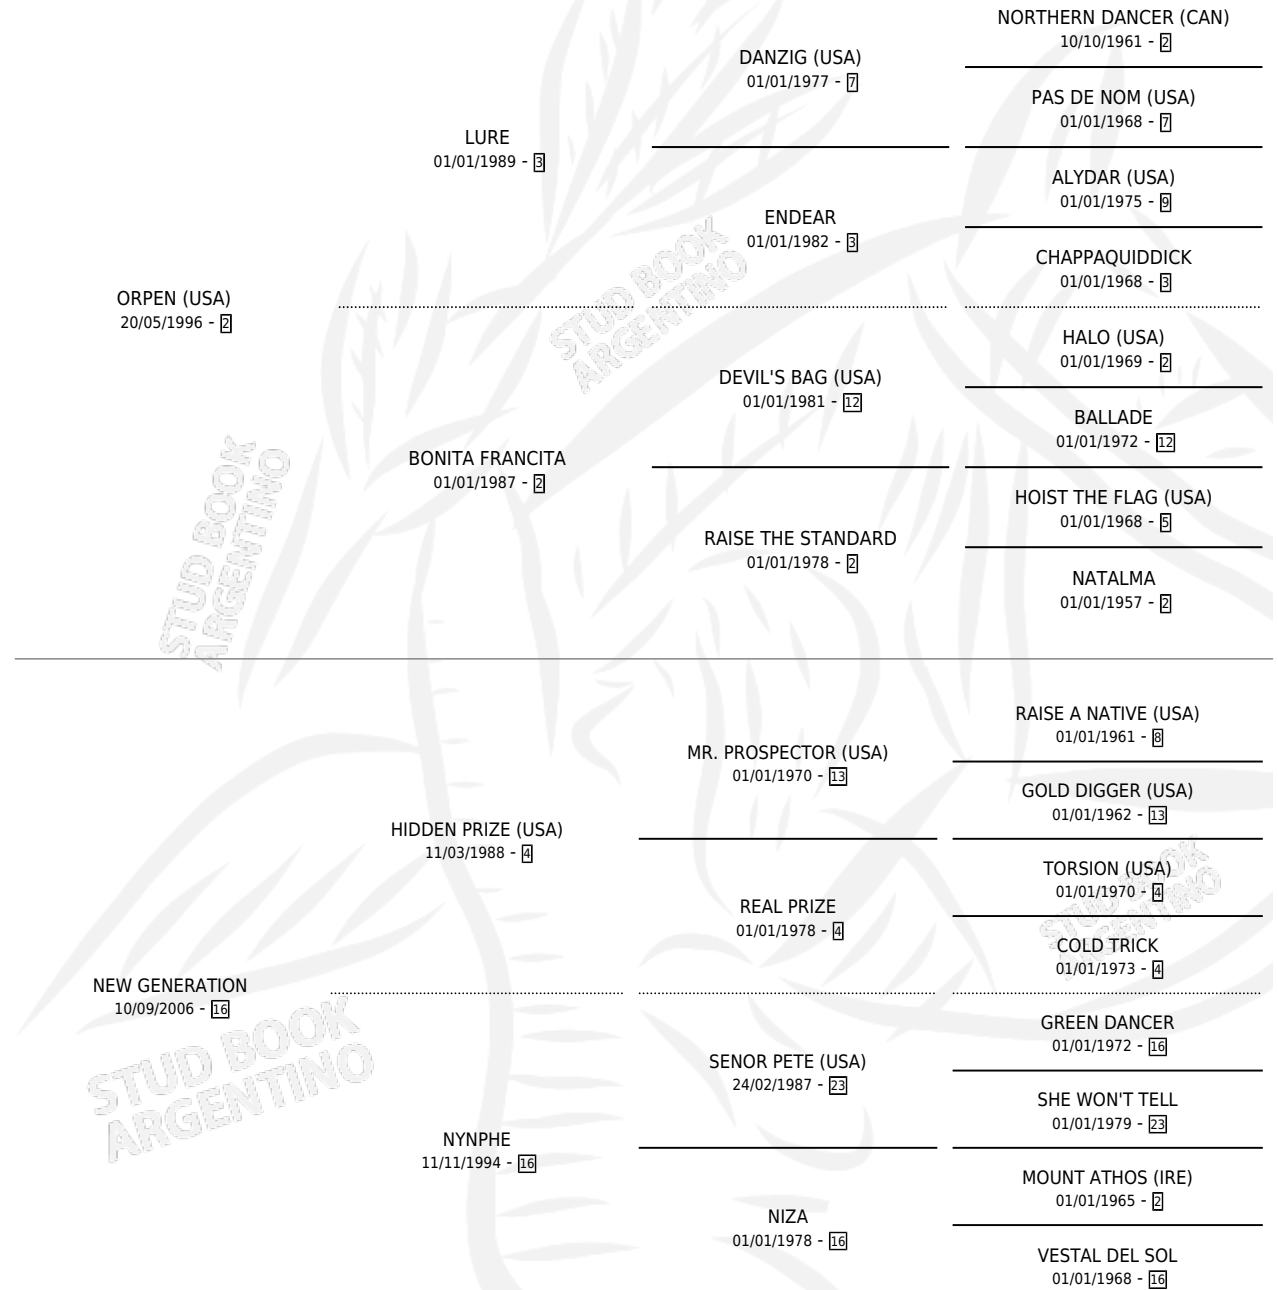 NORTHERN DANCER (CAN)
10/10/1961 - 2
DANZIG (USA)
01/01/1977 - 7
PAS DE NOM (USA)
01/01/1968 - 7
LURE
01/01/1989 - 3
ALYDAR (USA)
01/01/1975 - 9
ENDEAR
01/01/1982 - 3
CHAPPAQUIDDICK
01/01/1968 - 3
ORPEN (USA)
20/05/1996 - 2
HALO (USA)
01/01/1969 - 2
DEVIL'S BAG (USA)
01/01/1981 - 12
BALLADE
01/01/1972 - 12
BONITA FRANCITA
01/01/1987 - 2
HOIST THE FLAG (USA)
01/01/1968 - 5
RAISE THE STANDARD
01/01/1978 - 2
NATALMA
01/01/1957 - 2
RAISE A NATIVE (USA)
01/01/1961 - 8
MR. PROSPECTOR (USA)
01/01/1970 - 13
GOLD DIGGER (USA)
01/01/1962 - 13
HIDDEN PRIZE (USA)
11/03/1988 - 4
TORSION (USA)
01/01/1970 - 4
REAL PRIZE
01/01/1978 - 4
COLD TRICK
01/01/1973 - 4
NEW GENERATION
10/09/2006 - 16
GREEN DANCER
01/01/1972 - 16
SENOR PETE (USA)
24/02/1987 - 23
SHE WON'T TELL
01/01/1979 - 23
NYNPHE
11/11/1994 - 16
MOUNT ATHOS (IRE)
01/01/1965 - 2
NIZA
01/01/1978 - 16
VESTAL DEL SOL
01/01/1968 - 16
STUD BOOK
ARGENTINO
STUD BOOK
ARGENTINO
STUD BOOK
ARGENTINO
STUD BOOK
ARGENTINO